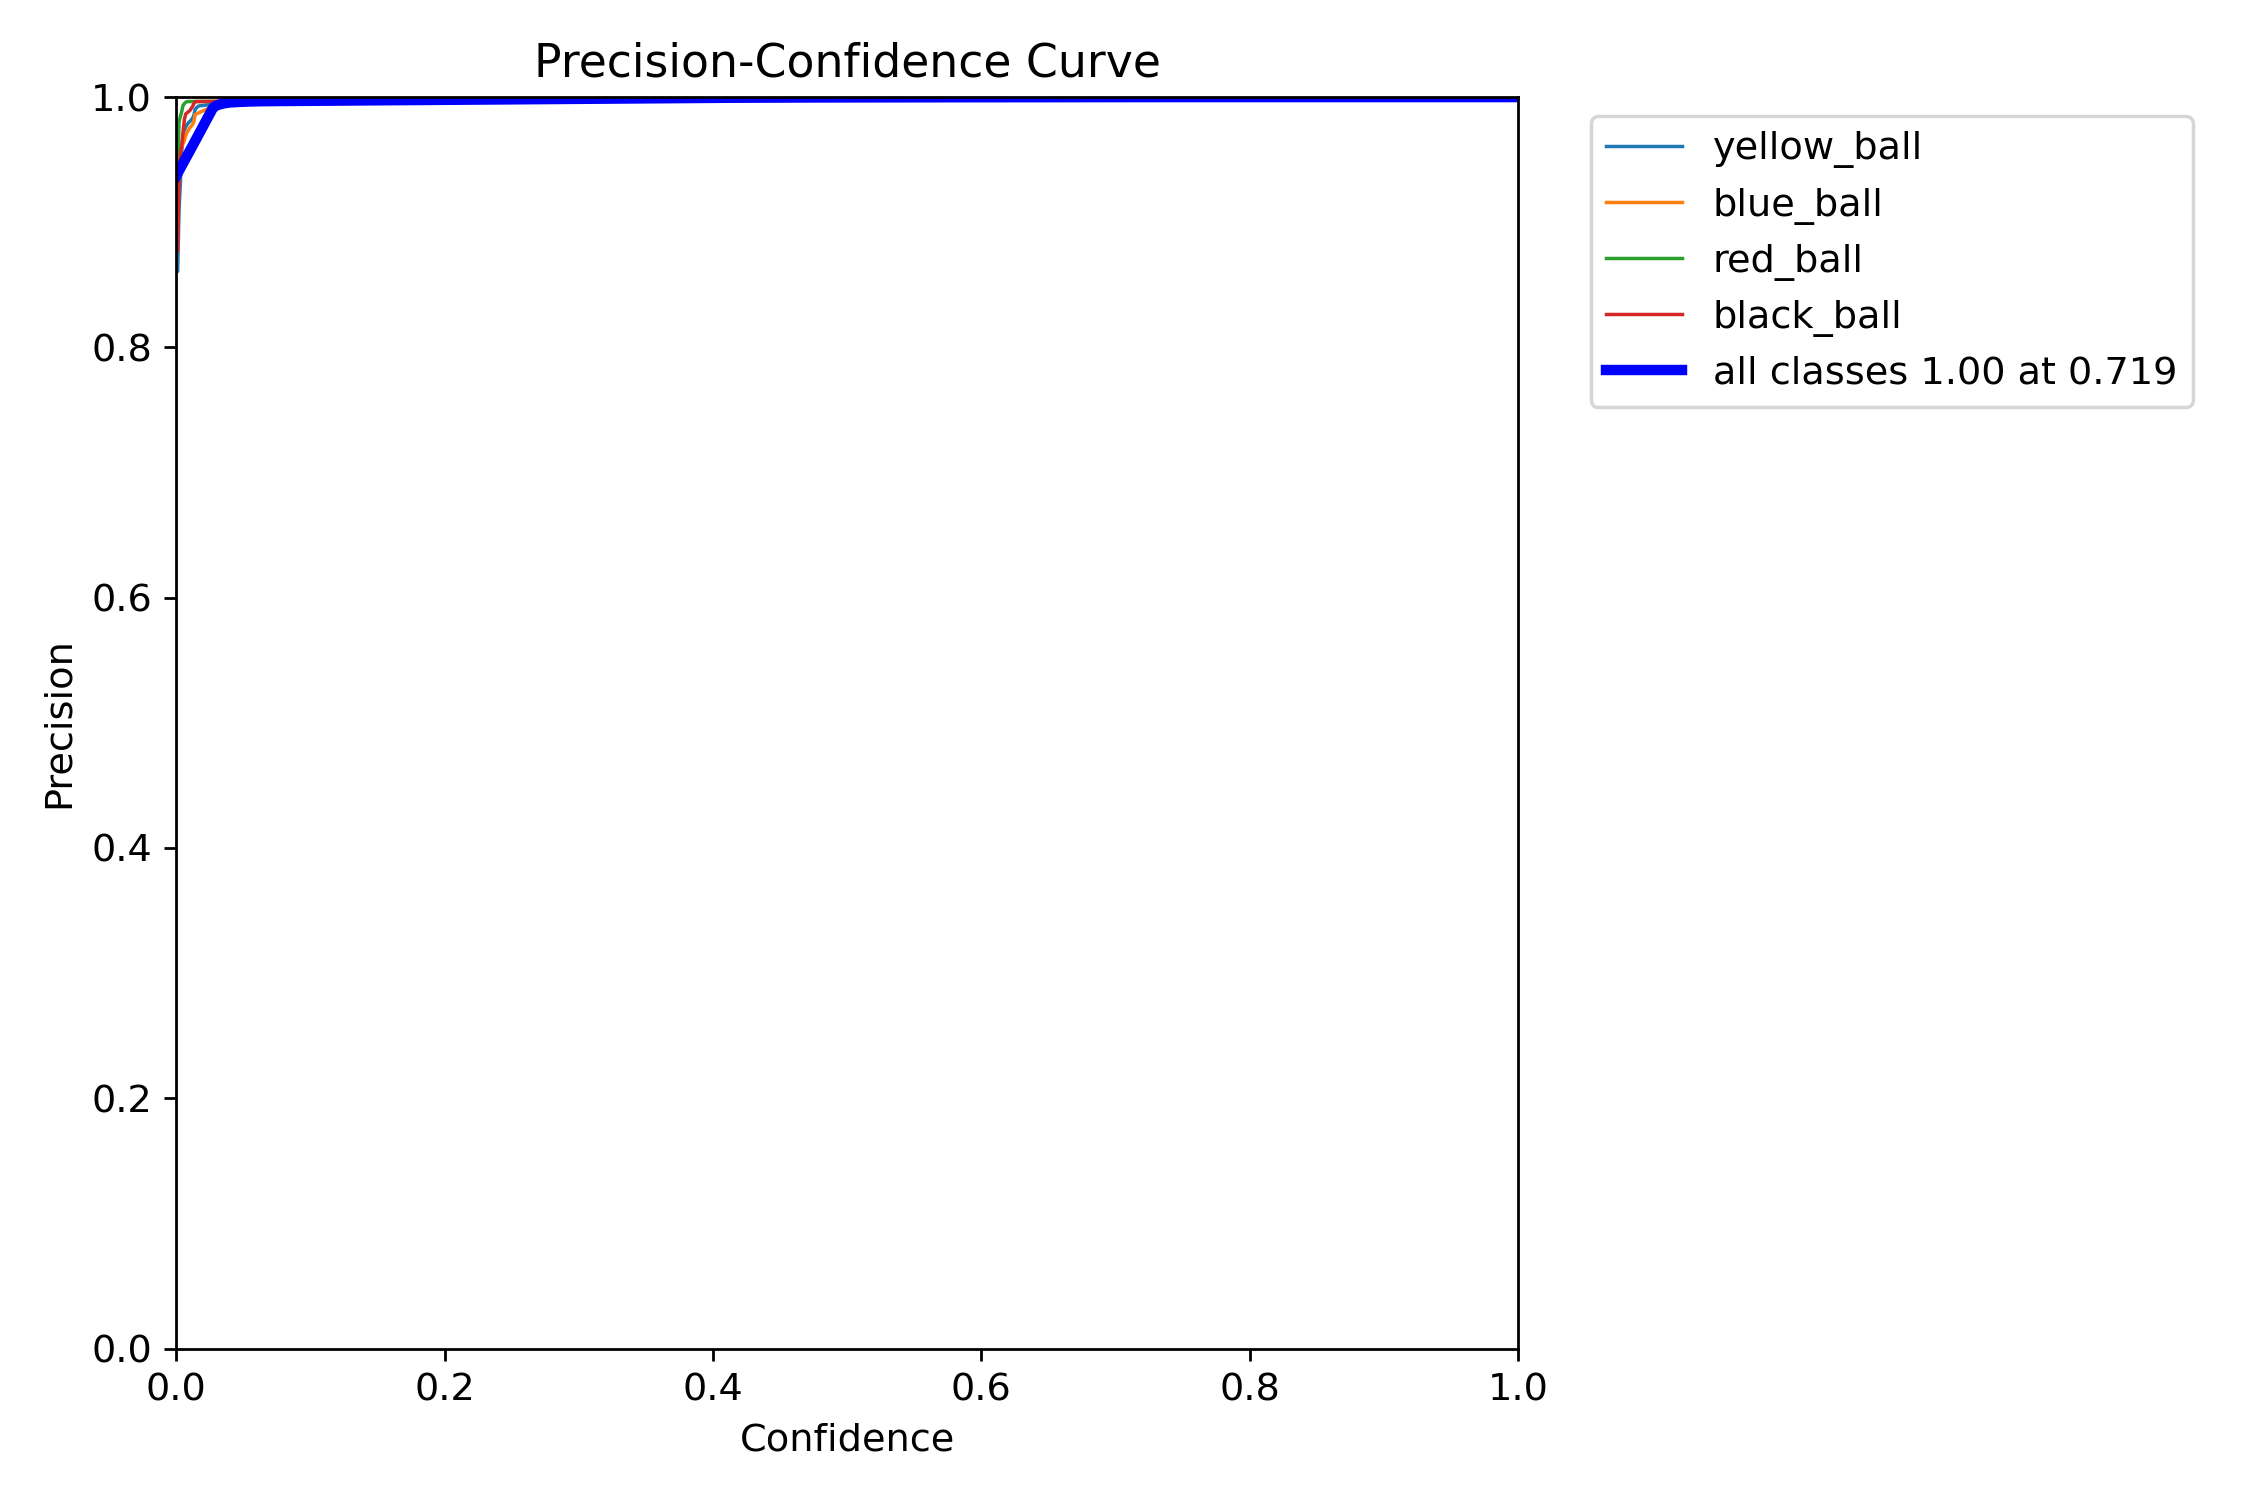 Precision-Confidence Curve
1.0
0.8
0.6
0.4
0.2
0.0
Precision
0.0 0.2 0.4 0.6 0.8 1.0
Confidence
yellow_ball
blue_ball
red_ball
black_ball
all classes 1.00 at 0.719